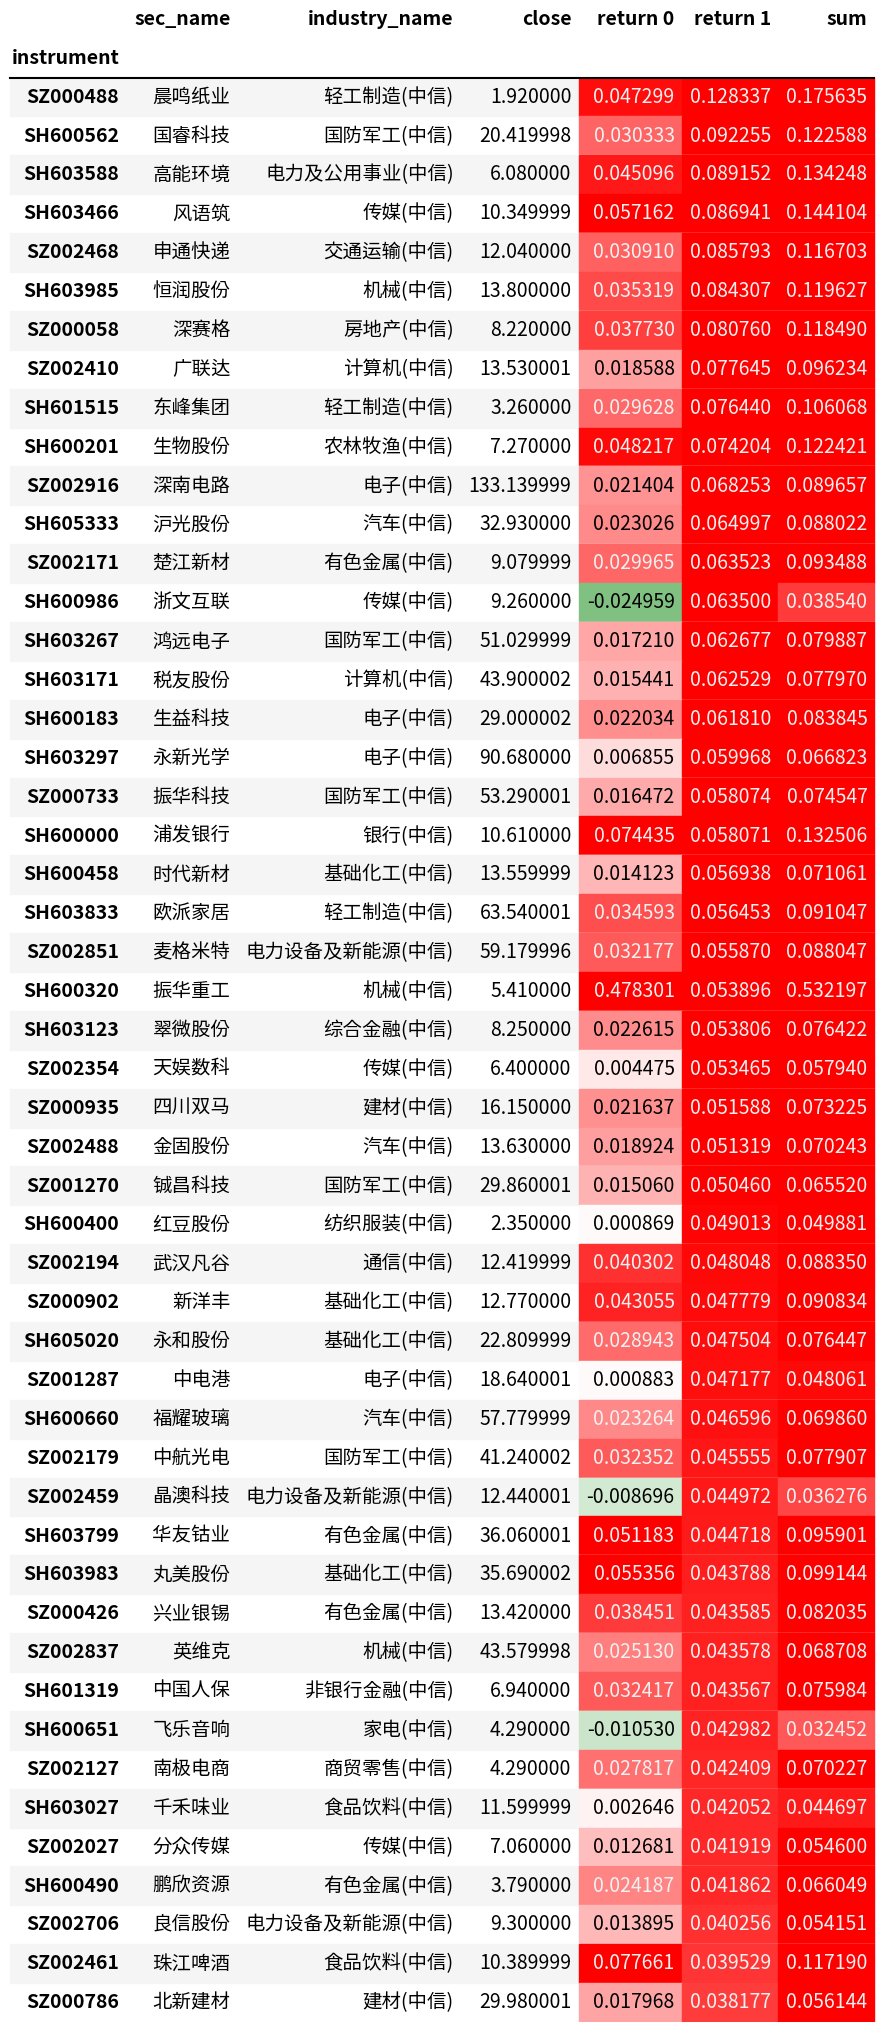 sec_name industry_name close return 0 return 1 sum
instrument
SZ000488 晨鸣纸业 轻工制造(中信) 1.920000 0.047299 0.128337 0.175635
SH600562 国睿科技 国防军工(中信) 20.419998 0.030333 0.092255 0.122588
SH603588 高能环境 电力及公用事业(中信) 6.080000 0.045096 0.089152 0.134248
SH603466 风语筑 传媒(中信) 10.349999 0.057162 0.086941 0.144104
SZ002468 申通快递 交通运输(中信) 12.040000 0.030910 0.085793 0.116703
SH603985 恒润股份 机械(中信) 13.800000 0.035319 0.084307 0.119627
SZ000058 深赛格 房地产(中信) 8.220000 0.037730 0.080760 0.118490
SZ002410 广联达 计算机(中信) 13.530001 0.018588 0.077645 0.096234
SH601515 东峰集团 轻工制造(中信) 3.260000 0.029628 0.076440 0.106068
SH600201 生物股份 农林牧渔(中信) 7.270000 0.048217 0.074204 0.122421
SZ002916 深南电路 电子(中信) 133.139999 0.021404 0.068253 0.089657
SH605333 沪光股份 汽车(中信) 32.930000 0.023026 0.064997 0.088022
SZ002171 楚江新材 有色金属(中信) 9.079999 0.029965 0.063523 0.093488
SH600986 浙文互联 传媒(中信) 9.260000 -0.024959 0.063500 0.038540
SH603267 鸿远电子 国防军工(中信) 51.029999 0.017210 0.062677 0.079887
SH603171 税友股份 计算机(中信) 43.900002 0.015441 0.062529 0.077970
SH600183 生益科技 电子(中信) 29.000002 0.022034 0.061810 0.083845
SH603297 永新光学 电子(中信) 90.680000 0.006855 0.059968 0.066823
SZ000733 振华科技 国防军工(中信) 53.290001 0.016472 0.058074 0.074547
SH600000 浦发银行 银行(中信) 10.610000 0.074435 0.058071 0.132506
SH600458 时代新材 基础化工(中信) 13.559999 0.014123 0.056938 0.071061
SH603833 欧派家居 轻工制造(中信) 63.540001 0.034593 0.056453 0.091047
SZ002851 麦格米特 电力设备及新能源(中信) 59.179996 0.032177 0.055870 0.088047
SH600320 振华重工 机械(中信) 5.410000 0.478301 0.053896 0.532197
SH603123 翠微股份 综合金融(中信) 8.250000 0.022615 0.053806 0.076422
SZ002354 天娱数科 传媒(中信) 6.400000 0.004475 0.053465 0.057940
SZ000935 四川双马 建材(中信) 16.150000 0.021637 0.051588 0.073225
SZ002488 金固股份 汽车(中信) 13.630000 0.018924 0.051319 0.070243
SZ001270 铖昌科技 国防军工(中信) 29.860001 0.015060 0.050460 0.065520
SH600400 红豆股份 纺织服装(中信) 2.350000 0.000869 0.049013 0.049881
SZ002194 武汉凡谷 通信(中信) 12.419999 0.040302 0.048048 0.088350
SZ000902 新洋丰 基础化工(中信) 12.770000 0.043055 0.047779 0.090834
SH605020 永和股份 基础化工(中信) 22.809999 0.028943 0.047504 0.076447
SZ001287 中电港 电子(中信) 18.640001 0.000883 0.047177 0.048061
SH600660 福耀玻璃 汽车(中信) 57.779999 0.023264 0.046596 0.069860
SZ002179 中航光电 国防军工(中信) 41.240002 0.032352 0.045555 0.077907
SZ002459 晶澳科技 电力设备及新能源(中信) 12.440001 -0.008696 0.044972 0.036276
SH603799 华友钴业 有色金属(中信) 36.060001 0.051183 0.044718 0.095901
SH603983 丸美股份 基础化工(中信) 35.690002 0.055356 0.043788 0.099144
SZ000426 兴业银锡 有色金属(中信) 13.420000 0.038451 0.043585 0.082035
SZ002837 英维克 机械(中信) 43.579998 0.025130 0.043578 0.068708
SH601319 中国人保 非银行金融(中信) 6.940000 0.032417 0.043567 0.075984
SH600651 飞乐音响 家电(中信) 4.290000 -0.010530 0.042982 0.032452
SZ002127 南极电商 商贸零售(中信) 4.290000 0.027817 0.042409 0.070227
SH603027 千禾味业 食品饮料(中信) 11.599999 0.002646 0.042052 0.044697
SZ002027 分众传媒 传媒(中信) 7.060000 0.012681 0.041919 0.054600
SH600490 鹏欣资源 有色金属(中信) 3.790000 0.024187 0.041862 0.066049
SZ002706 良信股份 电力设备及新能源(中信) 9.300000 0.013895 0.040256 0.054151
SZ002461 珠江啤酒 食品饮料(中信) 10.389999 0.077661 0.039529 0.117190
SZ000786 北新建材 建材(中信) 29.980001 0.017968 0.038177 0.056144